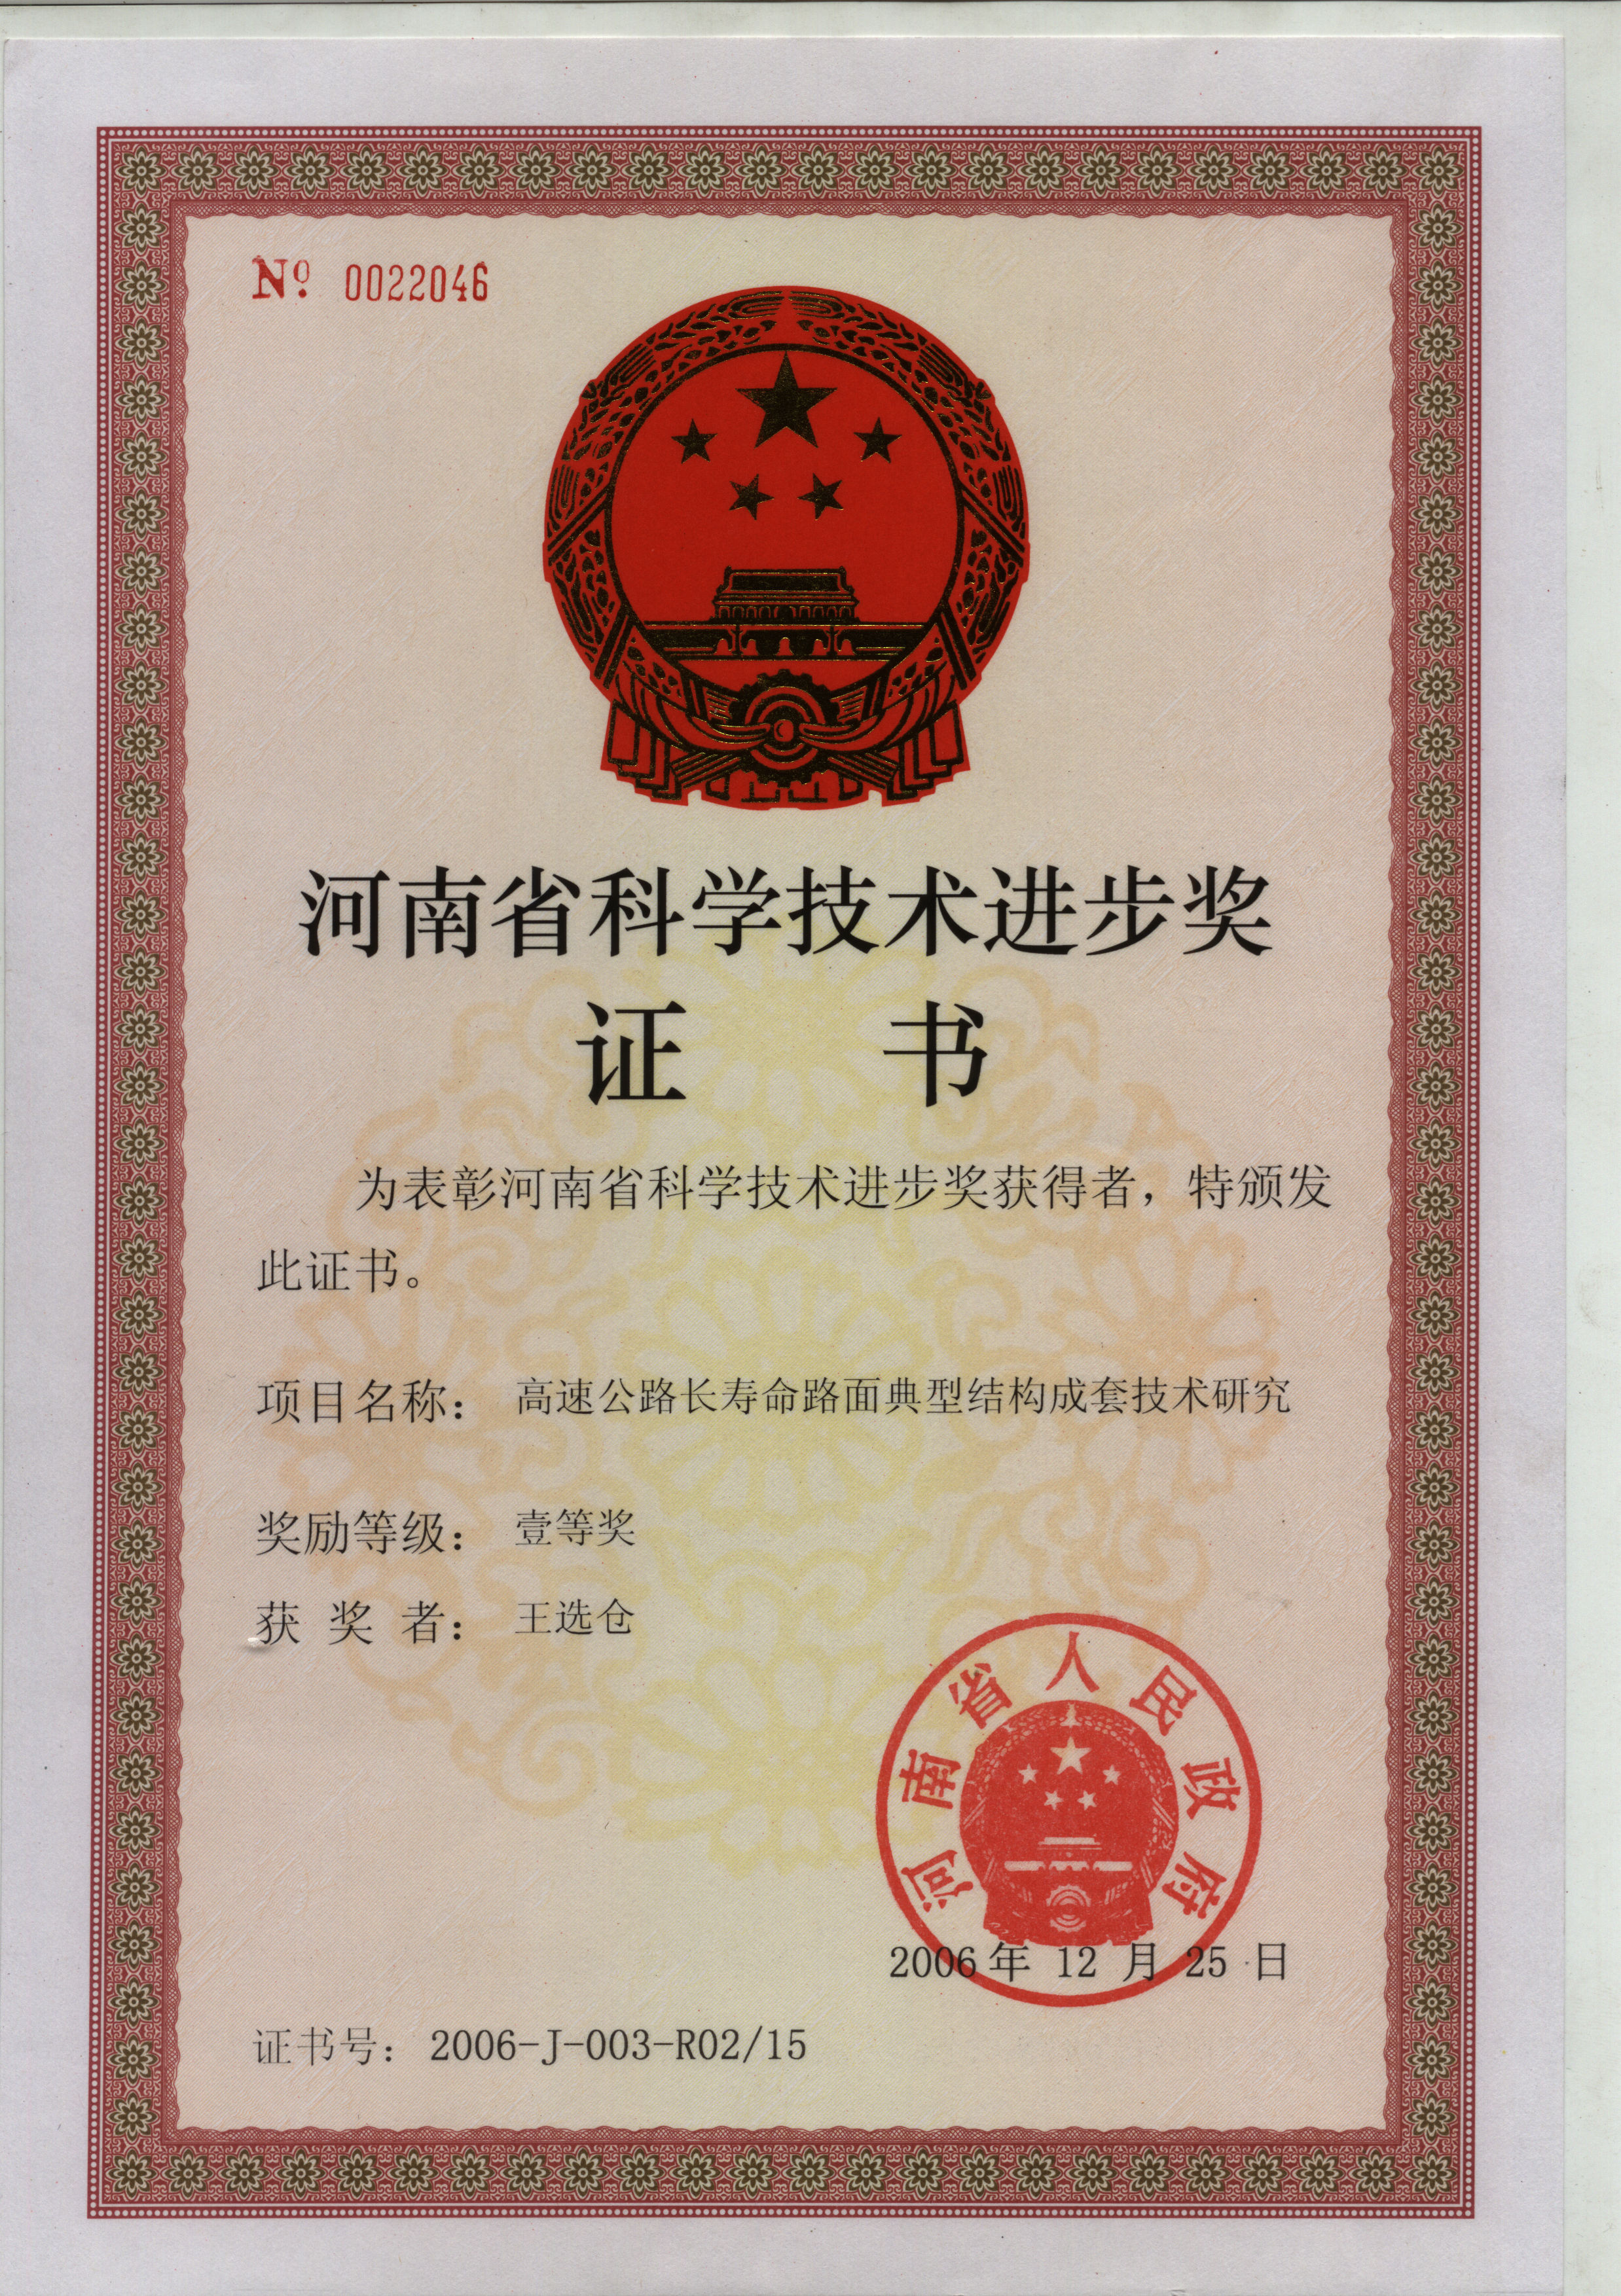 Nº 0022046
河南省科学技术进步奖
证 书
为表彰河南省科学技术进步奖获得者，特颁发
此证书。
项目名称： 高速公路长寿命路面典型结构成套技术研究
奖励等级： 壹等奖
获 奖 者： 王选仓
河南省人民政府
2006年 12 月 25 日
证书号： 2006-J-003-R02/15